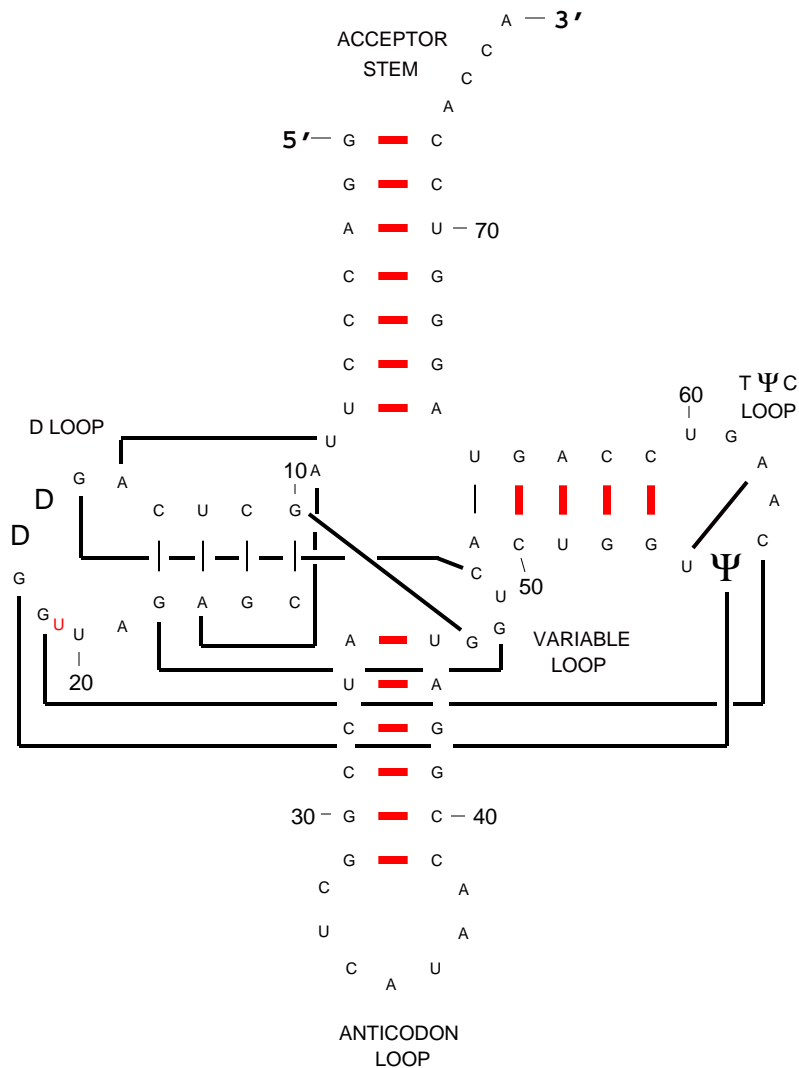 A — 3′
ACCEPTOR
STEM
C
C
A
5′ — G C
G C
A U — 70
C G
C G
C G
U A
T Ψ C
LOOP
60
D LOOP
U
U G
U G A C C
10
A
A
G A
D
C U C G
A
D
A C U G G U Ψ C
50
G
C
U
G A G C
G U U A
20
G
G
A U
VARIABLE
LOOP
U A
C G
C G
30 — G C — 40
G C
C A
U A
C U
A
ANTICODON
LOOP